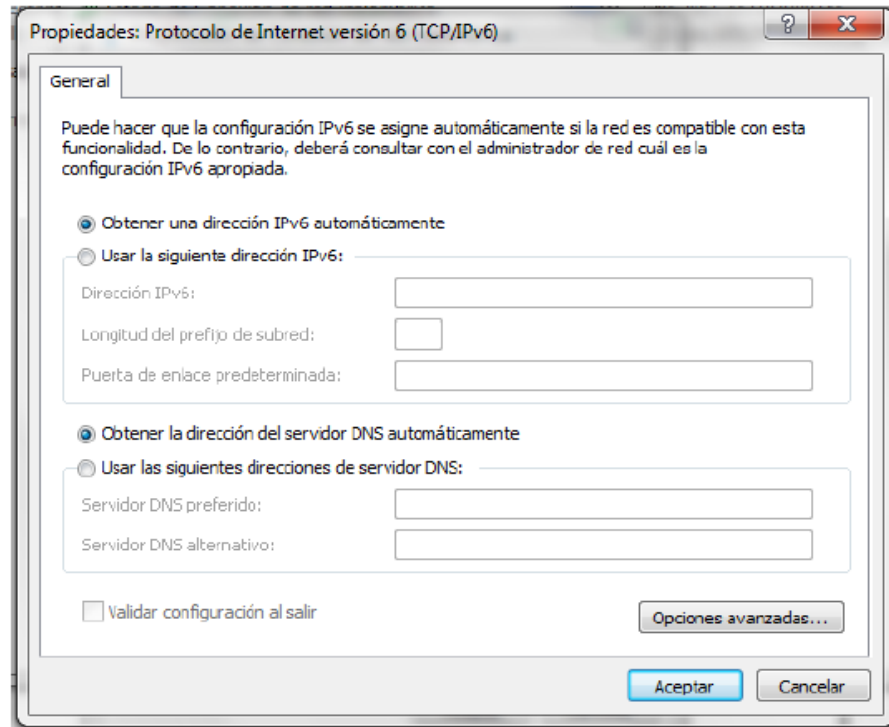 Propiedades: Protocolo de Internet versión 6 (TCP/IPv6)
General
Puede hacer que la configuración IPv6 se asigne automáticamente si la red es compatible con esta
funcionalidad. De lo contrario, deberá consultar con el administrador de red cuál es la
configuración IPv6 apropiada.
Obtener una dirección IPv6 automáticamente
Usar la siguiente dirección IPv6:
Dirección IPv6:
Longitud del prefijo de subred:
Puerta de enlace predeterminada:
Obtener la dirección del servidor DNS automáticamente
Usar las siguientes direcciones de servidor DNS:
Servidor DNS preferido:
Servidor DNS alternativo:
Validar configuración al salir
Opciones avanzadas...
Aceptar
Cancelar